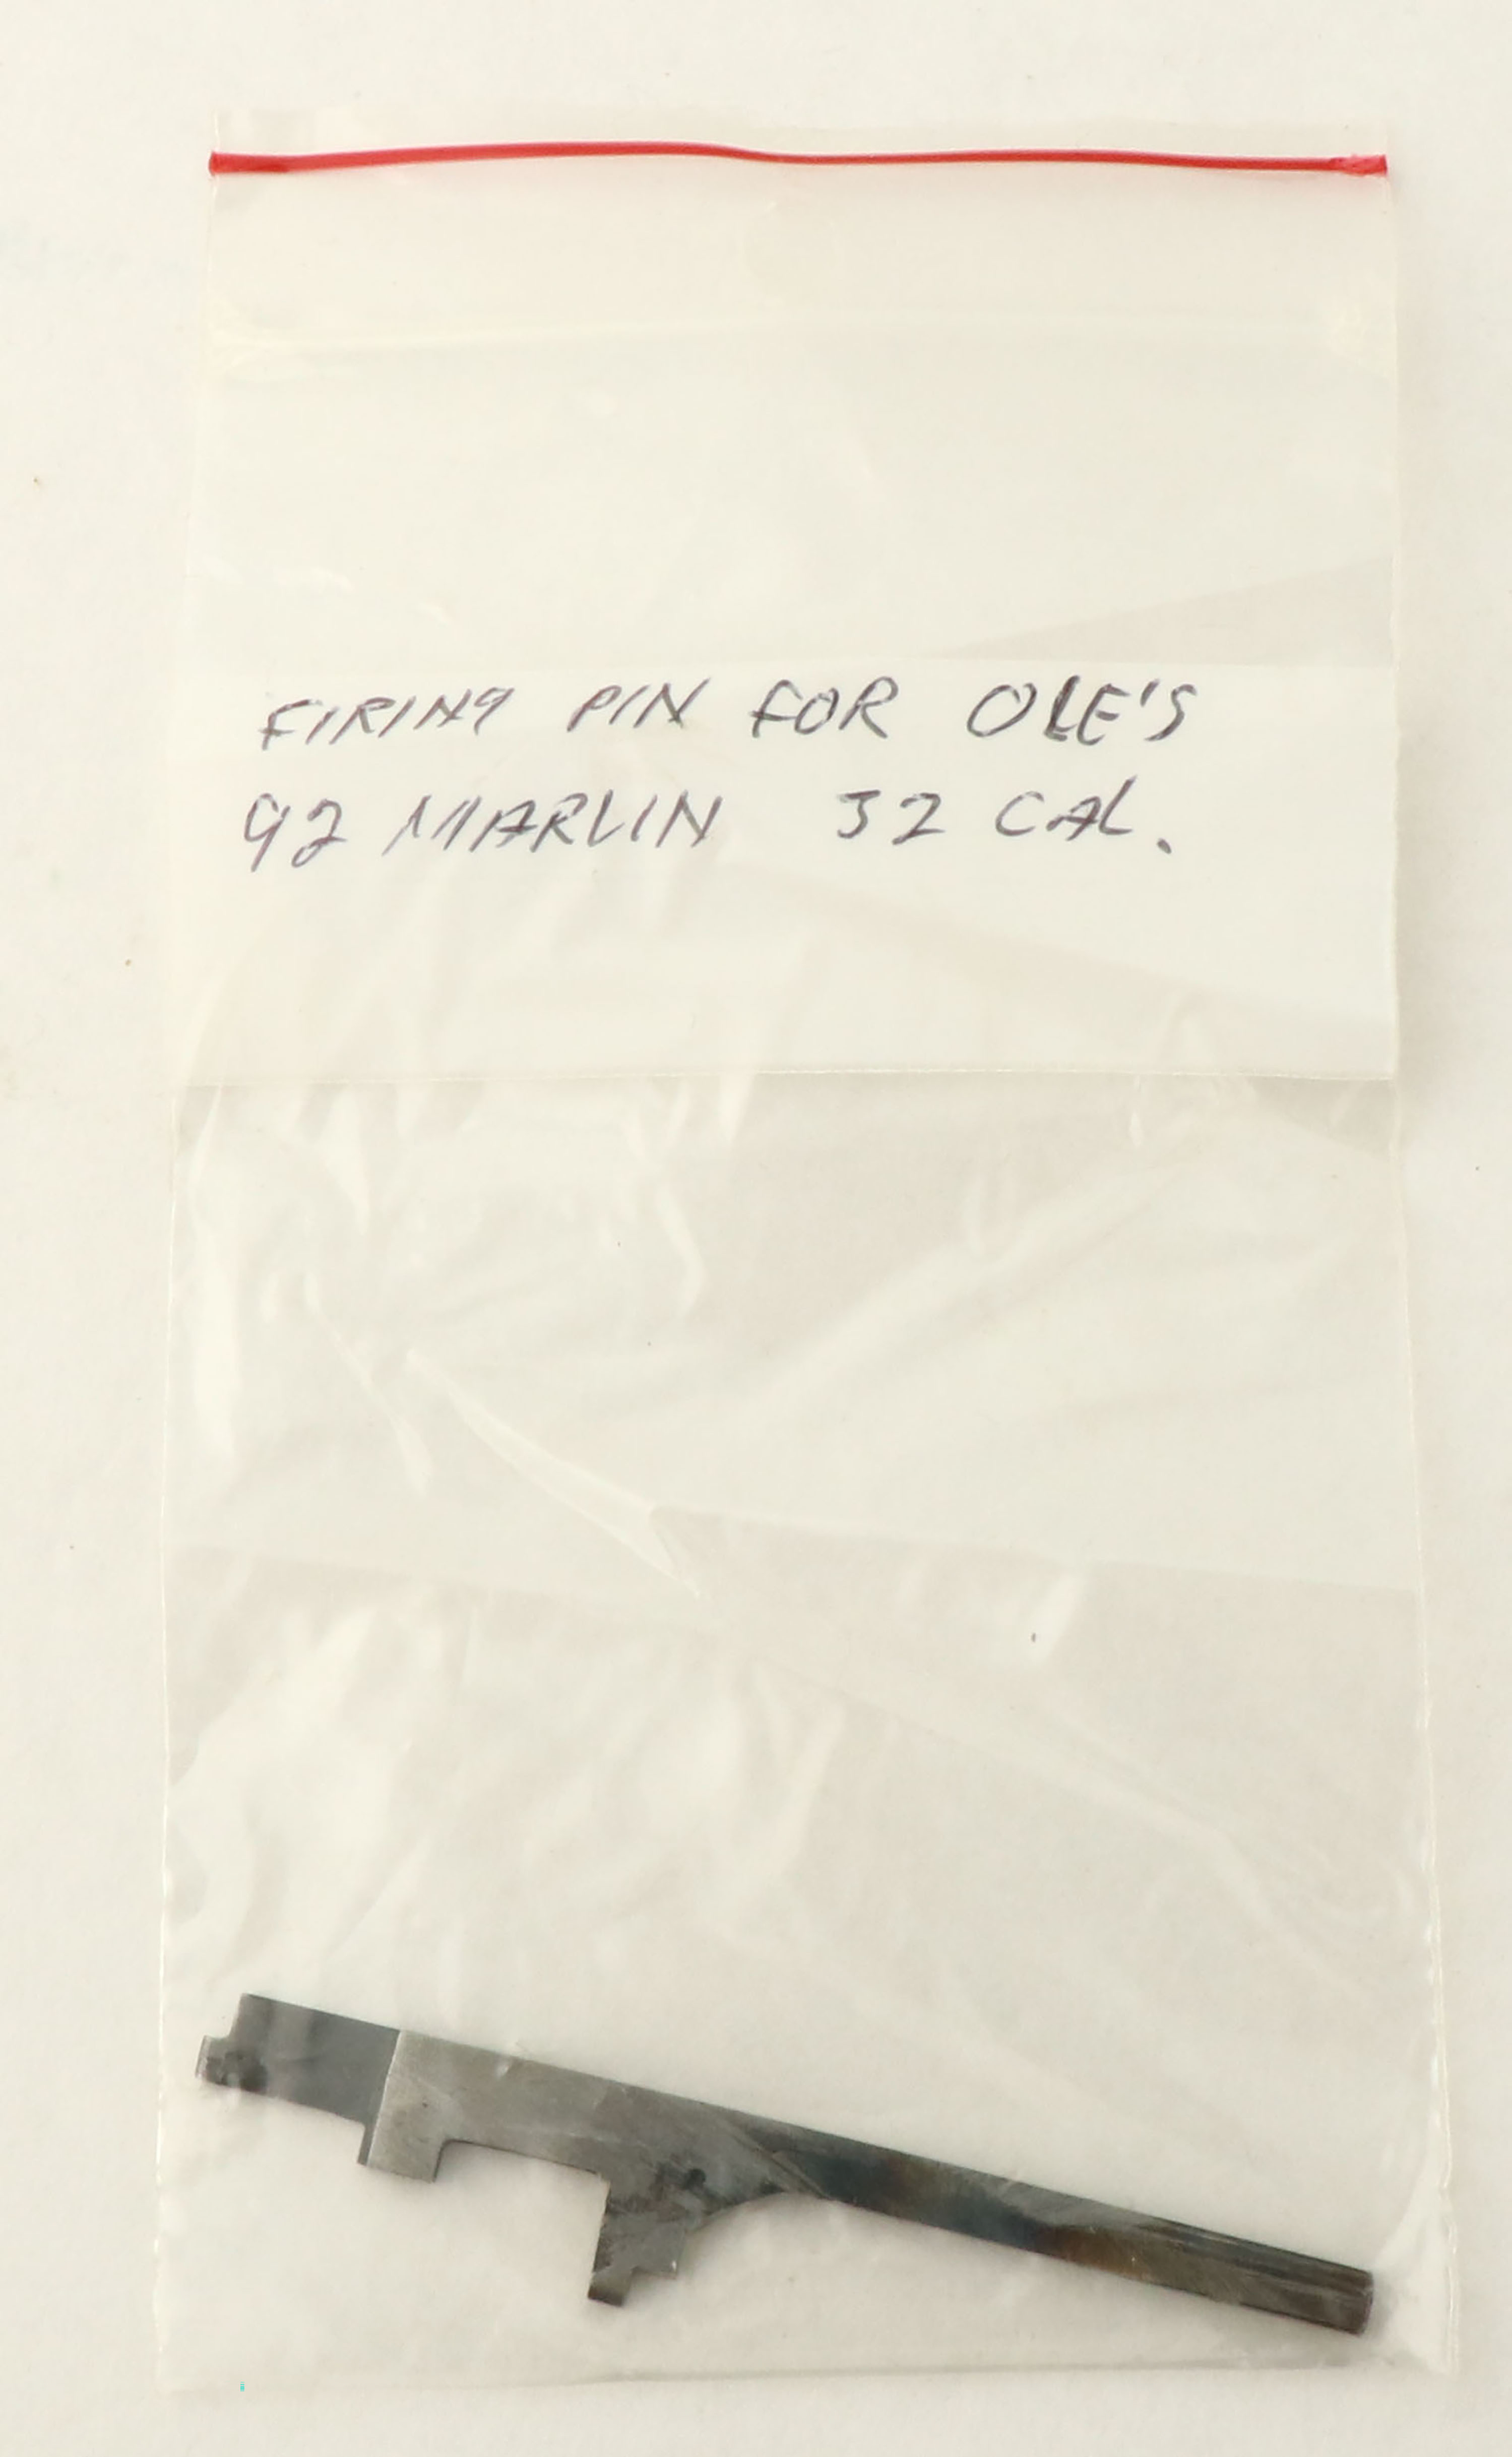 FIRING PIN FOR OLE'S
92 MARLIN 32 CAL.